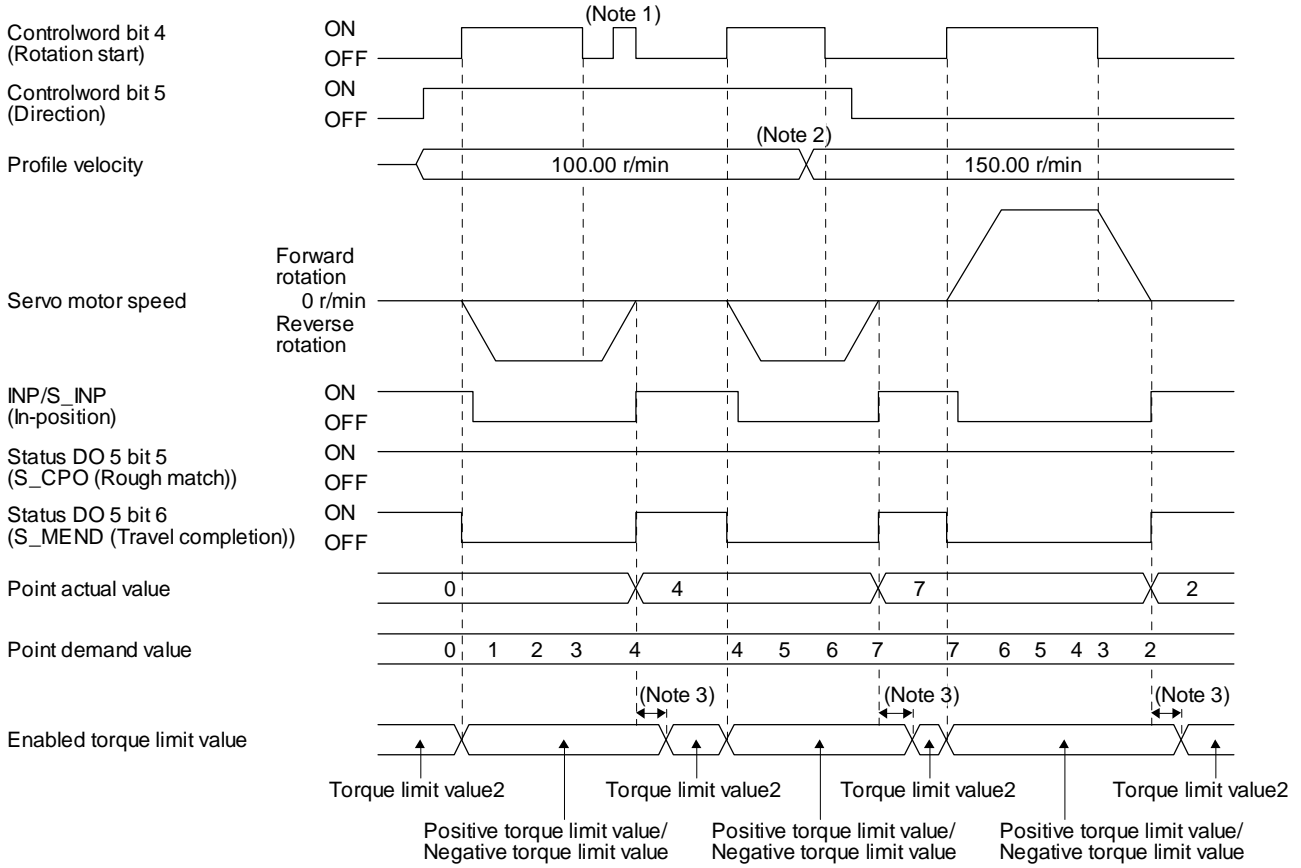 (Note 1)
Controlword bit 4
(Rotation start)
ON
OFF
Controlword bit 5
(Direction)
ON
OFF
(Note 2)
Profile velocity
100.00 r/min
150.00 r/min
Forward
rotation
Servo motor speed
0 r/min
Reverse
rotation
INP/S_INP
(In-position)
ON
OFF
Status DO 5 bit 5
(S_CPO (Rough match))
ON
OFF
Status DO 5 bit 6
(S_MEND (Travel completion))
ON
OFF
Point actual value
0 4 7 2
Point demand value
0 1 2 3 4 4 5 6 7 7 6 5 4 3 2
(Note 3) (Note 3) (Note 3)
Enabled torque limit value
Torque limit value2 Torque limit value2 Torque limit value2 Torque limit value2
Positive torque limit value/ Positive torque limit value/ Positive torque limit value/
Negative torque limit value Negative torque limit value Negative torque limit value